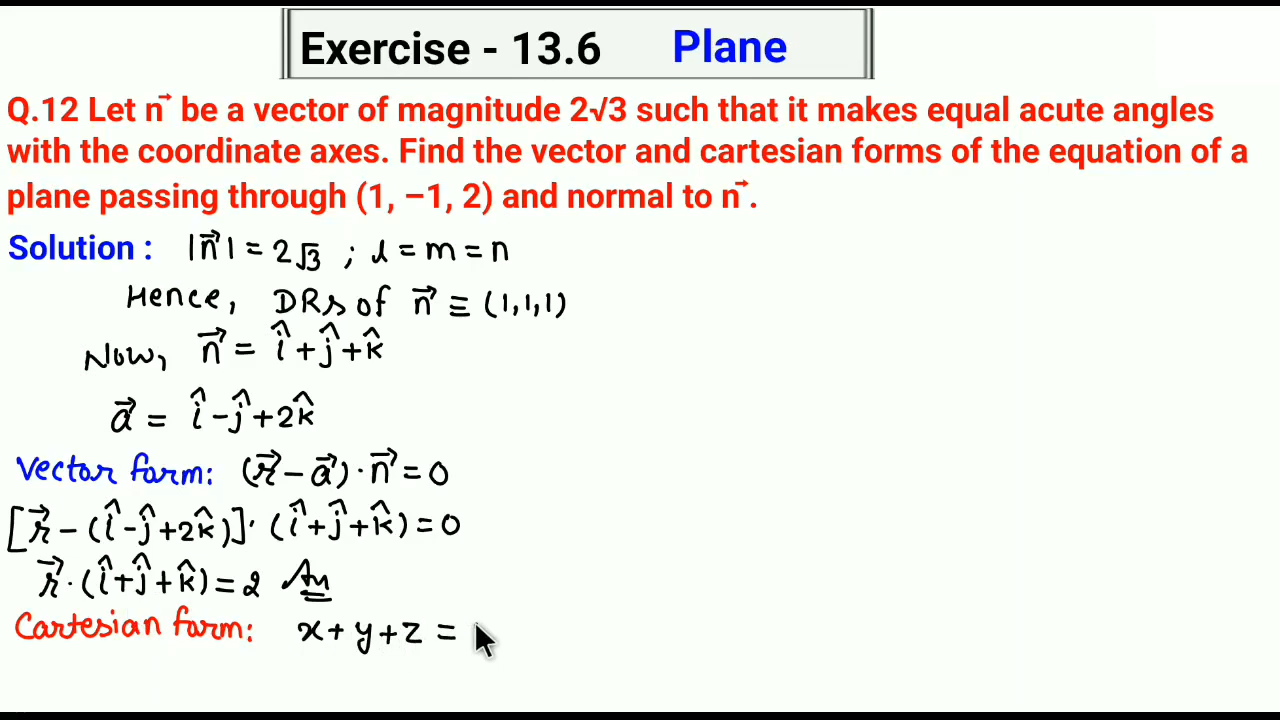 Exercise - 13.6 Plane
Q.12 Let n⃗ be a vector of magnitude 2√3 such that it makes equal acute angles
with the coordinate axes. Find the vector and cartesian forms of the equation of a
plane passing through (1, −1, 2) and normal to n⃗.
Solution : |n⃗| = 2√3 ; l = m = n
Hence, DRs of n⃗ ≡ (1,1,1)
Now, n⃗ = î + ĵ + k̂
a⃗ = î - ĵ + 2k̂
Vector form: (r⃗ - a⃗) · n⃗ = 0
[r⃗ - (î - ĵ + 2k̂)] · (î + ĵ + k̂) = 0
r⃗ · (î + ĵ + k̂) = 2 Ans
Cartesian form: x + y + z =